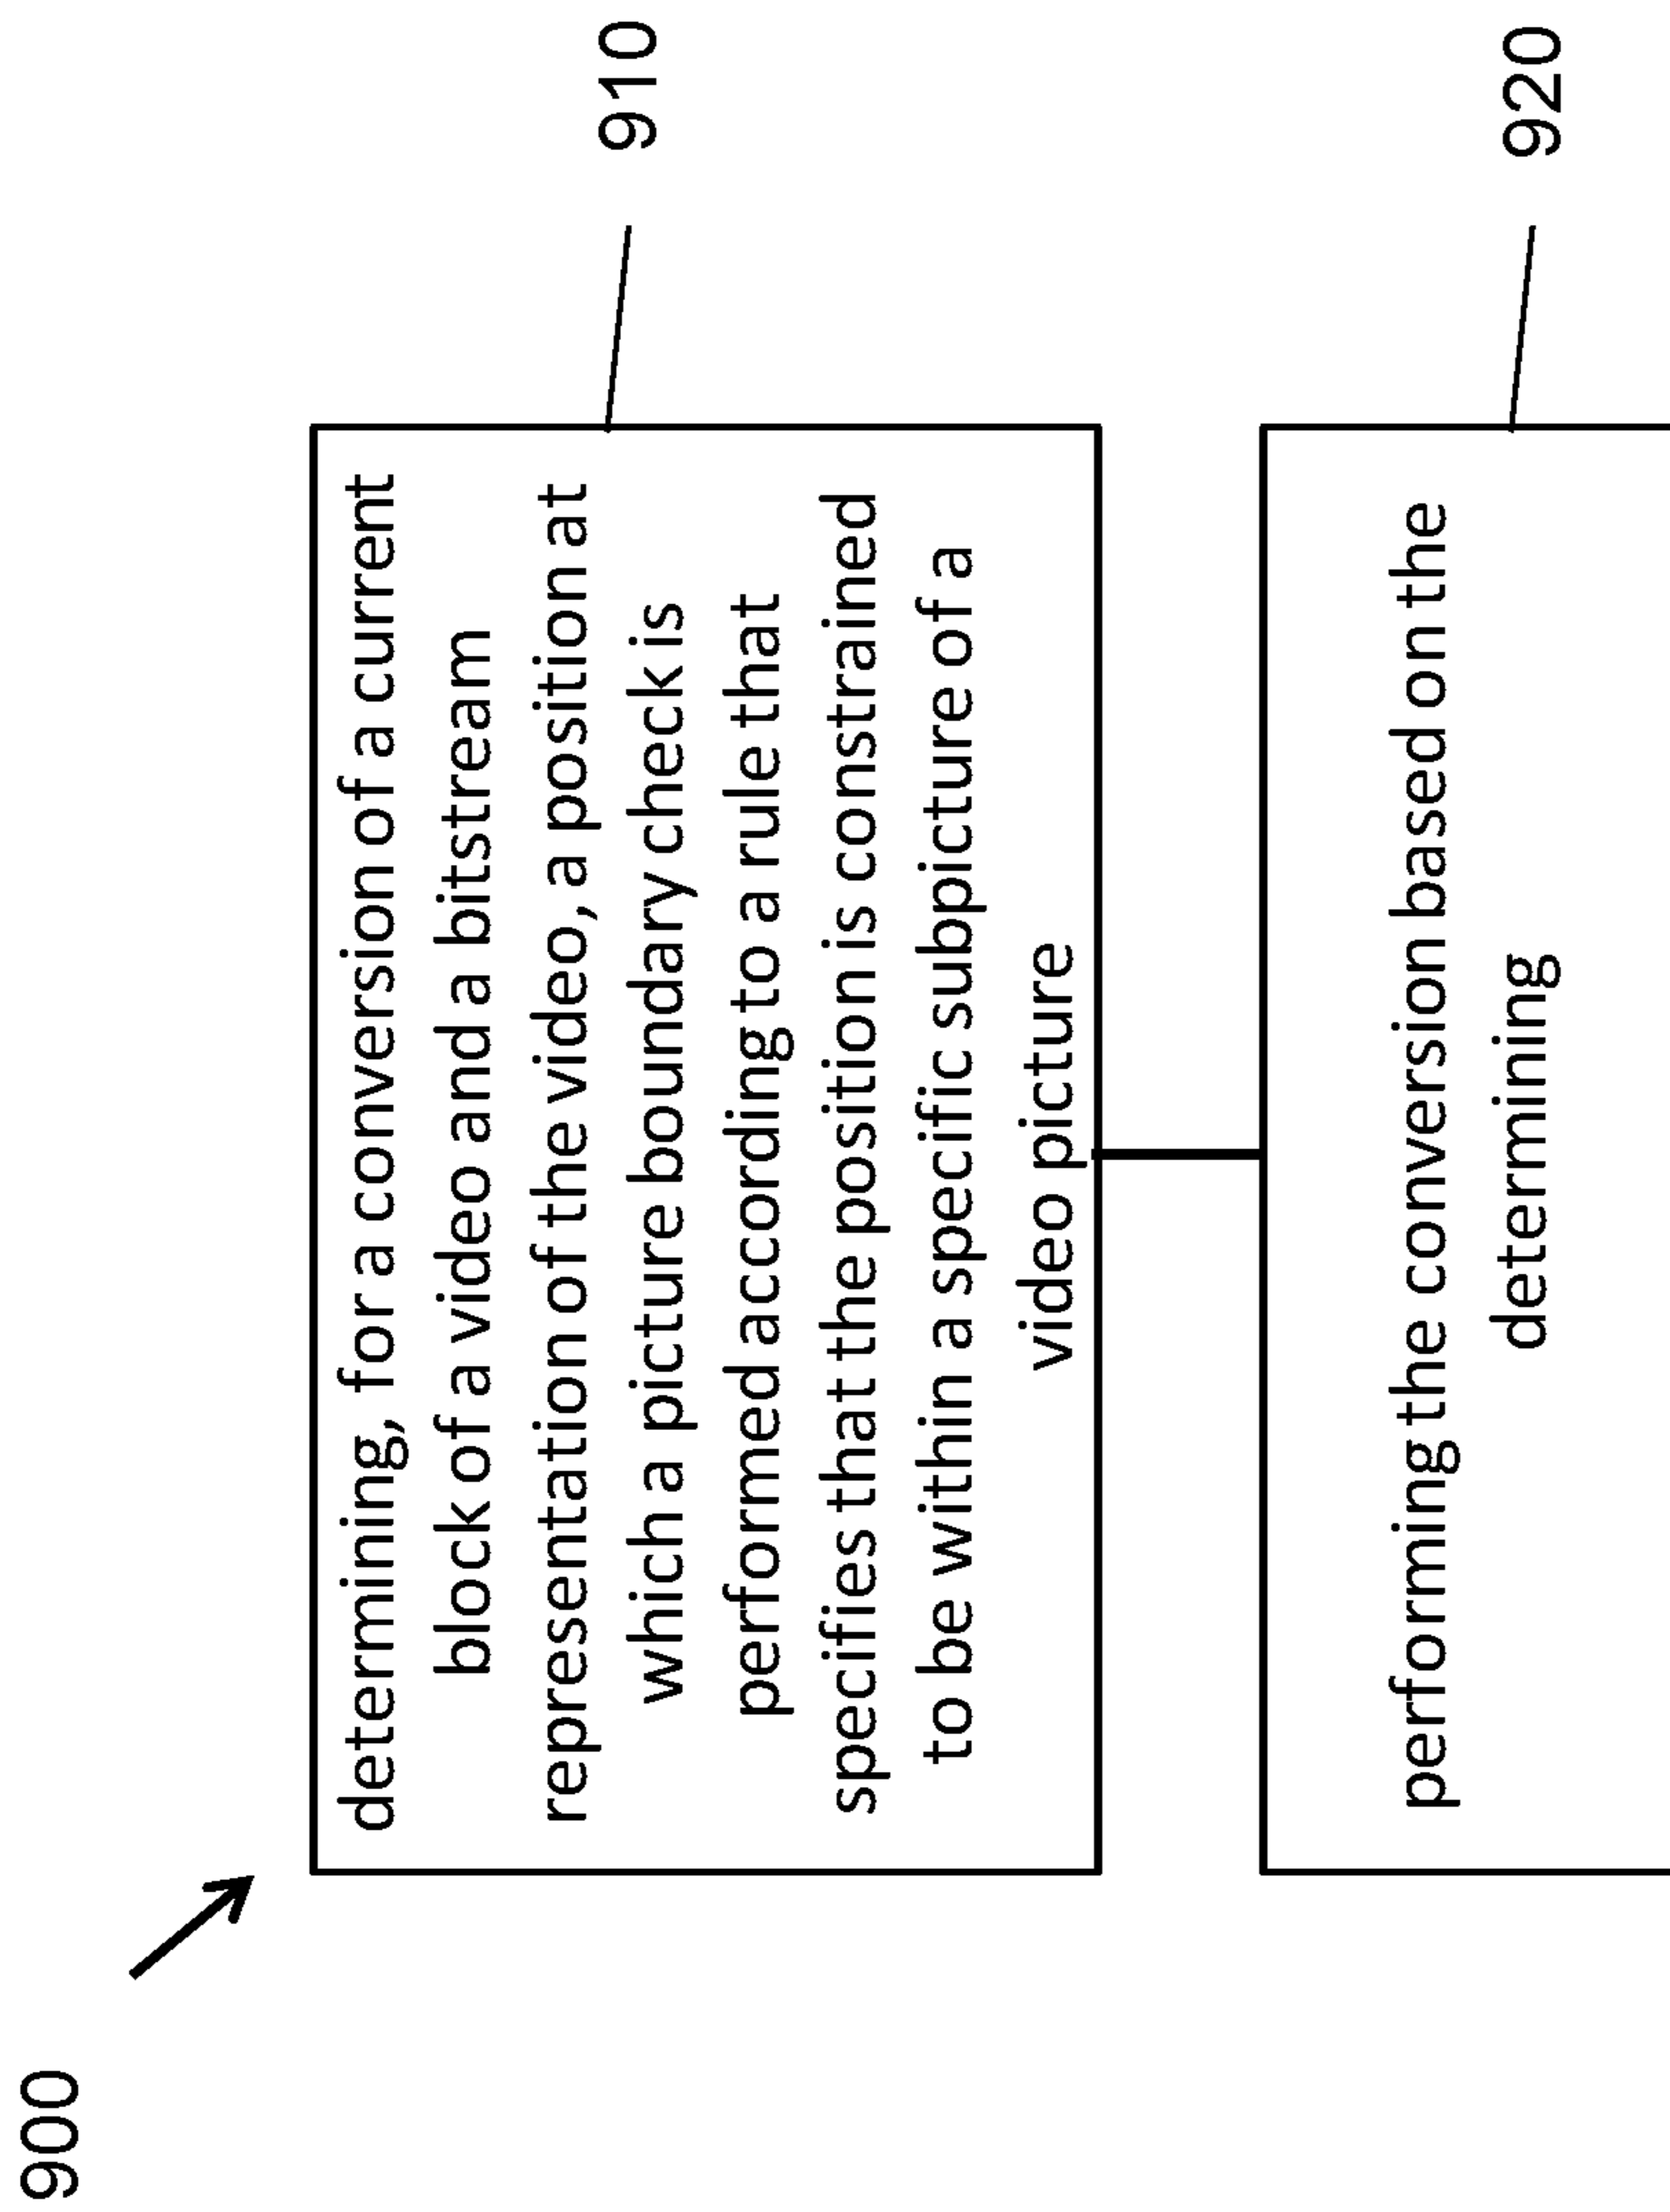 900
determining, for a conversion of a current
block of a video and a bitstream
representation of the video, a position at
which a picture boundary check is
performed according to a rule that
specifies that the position is constrained
to be within a specific subpicture of a
video picture
910
performing the conversion based on the
determining
920